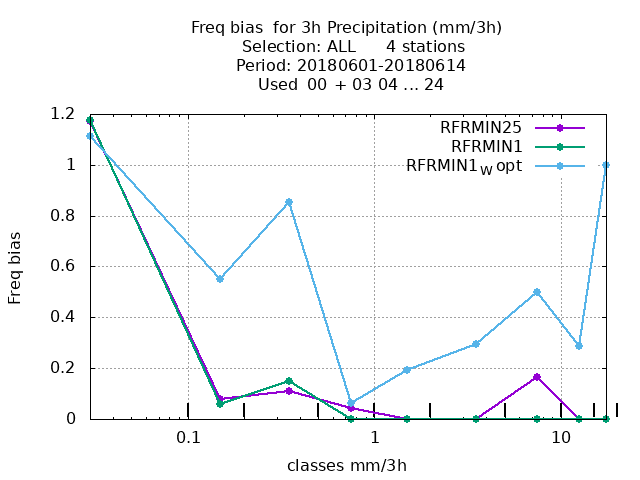 Freq bias  for 3h Precipitation (mm/3h)
Selection: ALL      4 stations
Period: 20180601-20180614
Used  00  + 03 04 ... 24
RFRMIN25
RFRMIN1
RFRMIN1W opt
1.2
1
0.8
0.6
0.4
0.2
0
Freq bias
0.1 1 10
classes mm/3h